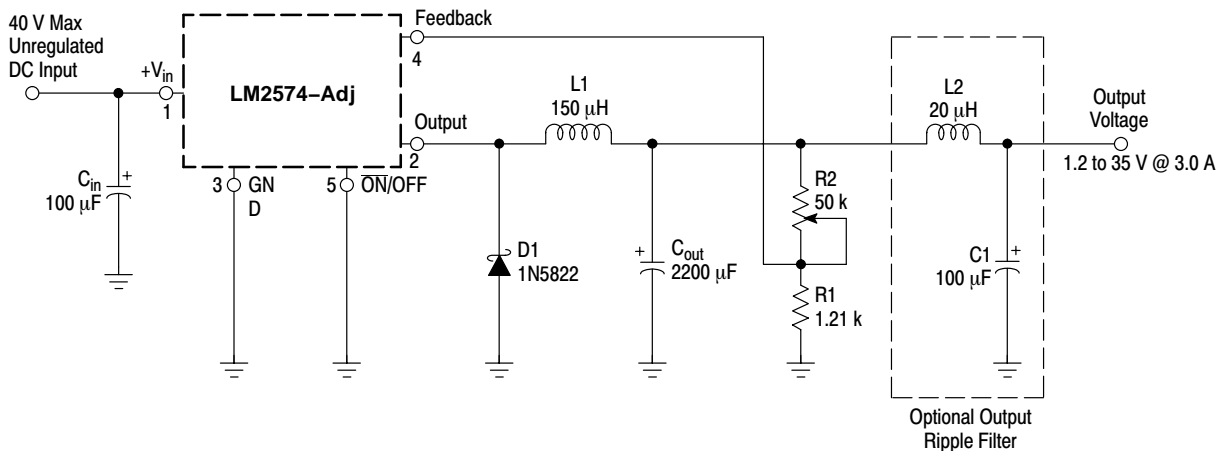 40 V Max
Unregulated
DC Input
+Vin
1
LM2574–Adj
Feedback
4
Output
2
3
GN
D
5
ON/OFF
Cin
100 µF
+
L1
150 µH
D1
1N5822
+
Cout
2200 µF
R2
50 k
R1
1.21 k
L2
20 µH
C1
100 µF
+
Output
Voltage
1.2 to 35 V @ 3.0 A
Optional Output
Ripple Filter